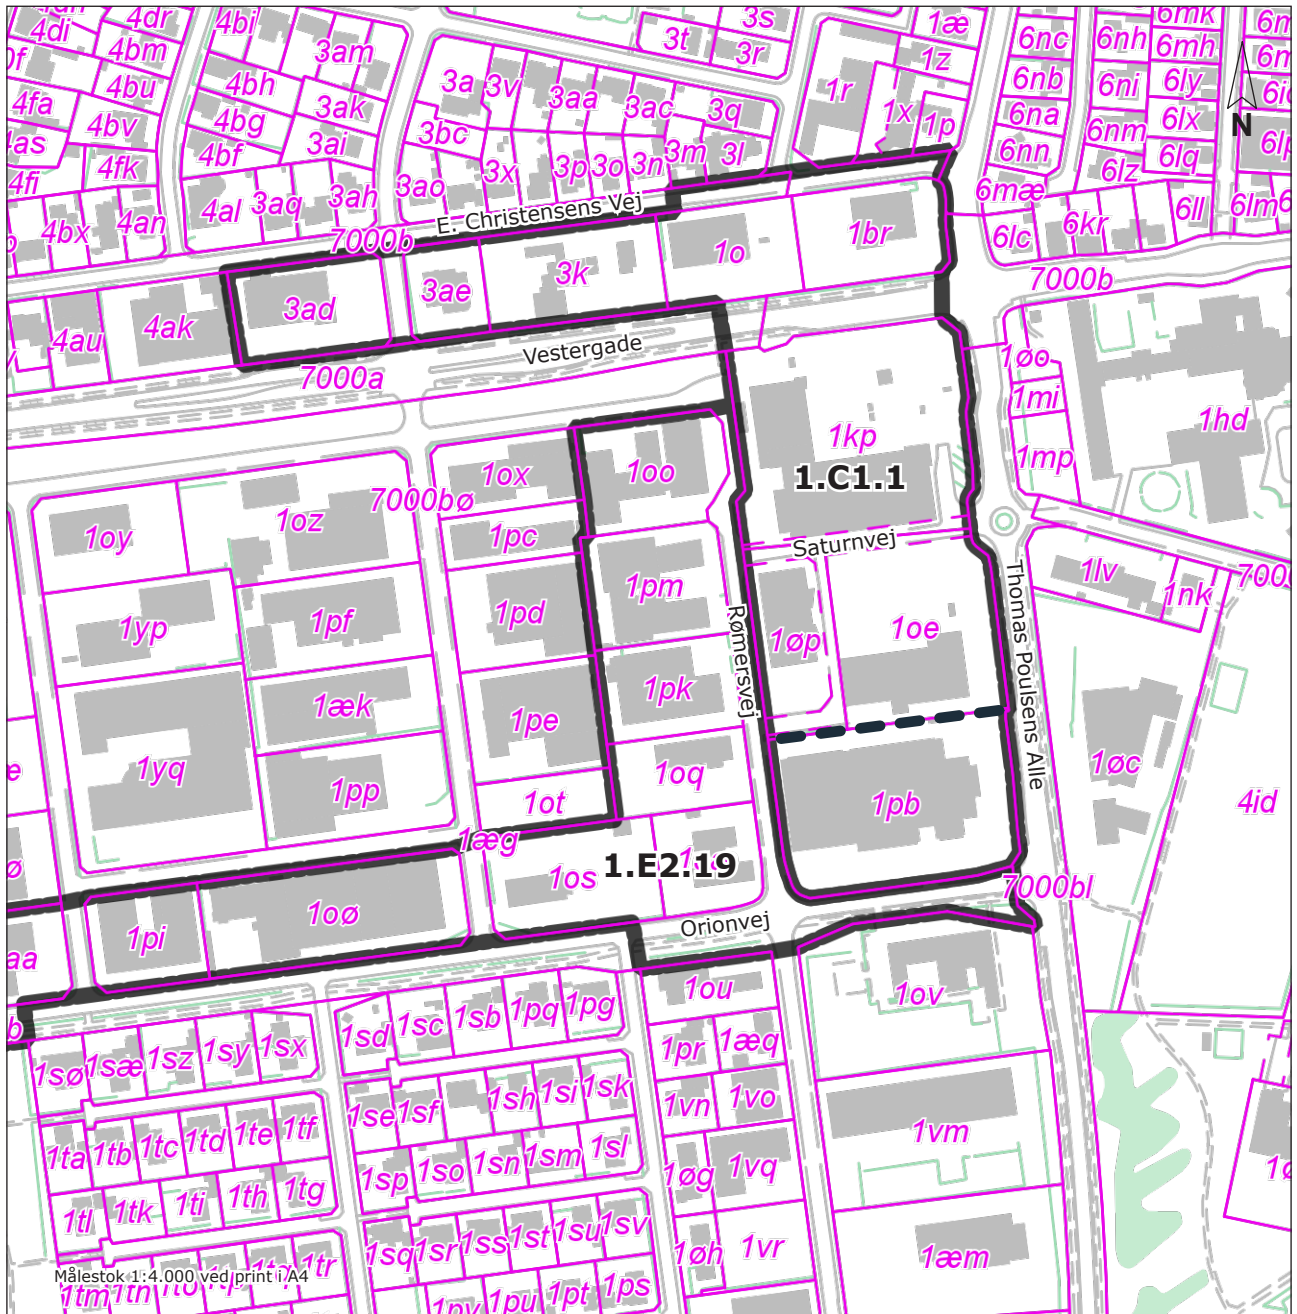 4di
4dr
4bm
4bu
4fa
4bv
4as
4fk
4fi
4bx
4an
4bi
4bh
4bg
4bf
4al
3am
3ak
3ai
3aq
3ah
3a
3v
3bc
3ao
3x
3aa
3ac
3p
3o
3n
3m
3q
3l
3t
3s
3r
1r
1x
1æ
1z
1p
6nc
6nb
6na
6nn
6mæ
6lc
6nh
6ni
6nm
6lz
6kr
6mk
6mh
6ly
6lx
6lq
6ll
6lm
N
E. Christensens Vej
7000b
7000b
4au
4ak
3ad
3ae
3k
1o
1br
Vestergade
7000a
1kp
1.C1.1
1øo
1mi
1mp
1hd
1ox
1oo
7000bø
1oy
1oz
1pc
Saturnvej
1pm
1pd
1yp
1pf
1øp
1oe
Rømersvej
Thomas Poulsens Alle
1lv
1nk
1æk
1pe
1pk
1yq
1pp
1oq
1ot
1pb
1øc
4id
1æg
1os
1.E2.19
7000bl
1pi
1oø
Orionvej
1ou
1ov
1sø
1sæ
1sz
1sy
1sx
1sd
1sc
1sb
1pq
1pg
1pr
1æq
1se
1sf
1sh
1si
1sk
1vn
1vo
1vm
1ta
1tb
1tc
1td
1te
1tf
1sp
1so
1sn
1sm
1sl
1øg
1vq
1tl
1tk
1ti
1th
1tg
1sq
1sr
1ss
1st
1su
1sv
1øh
1vr
1æm
1tr
Målestok 1:4.000 ved print i A4
1tm
1tn
1to
1pv
1pu
1pt
1ps